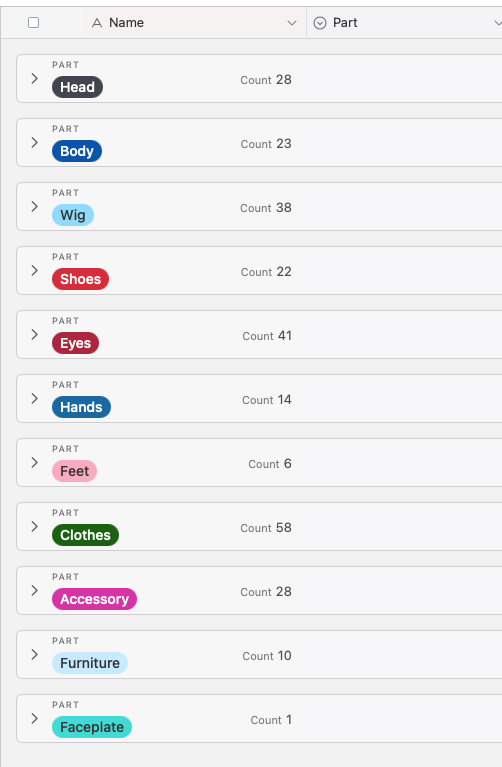 Name Part
PART
Head Count 28
PART
Body Count 23
PART
Wig Count 38
PART
Shoes Count 22
PART
Eyes Count 41
PART
Hands Count 14
PART
Feet Count 6
PART
Clothes Count 58
PART
Accessory Count 28
PART
Furniture Count 10
PART
Faceplate Count 1